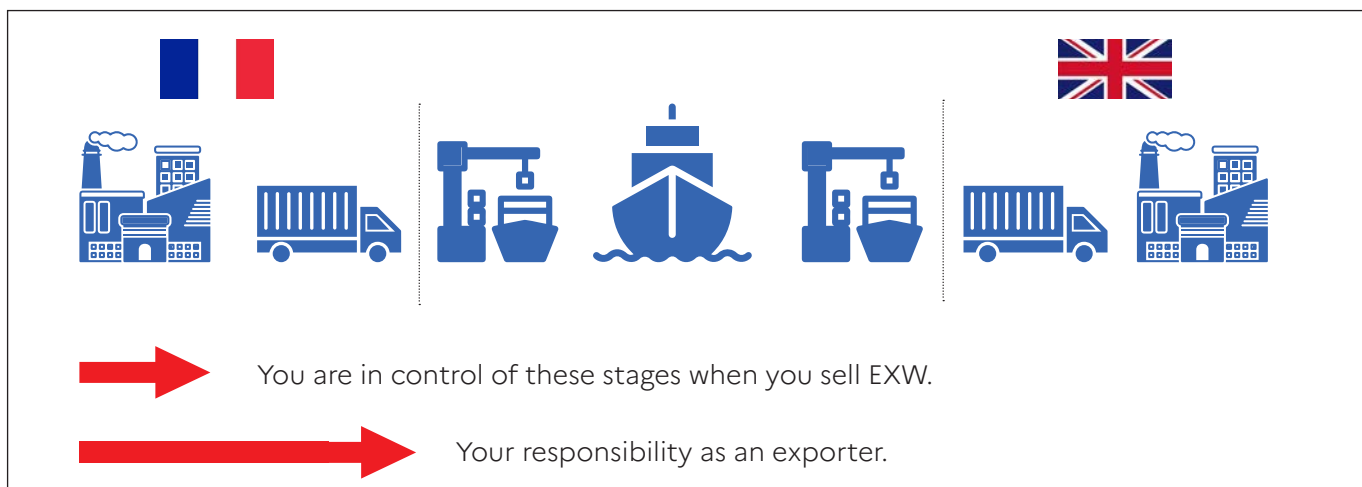 You are in control of these stages when you sell EXW.
Your responsibility as an exporter.